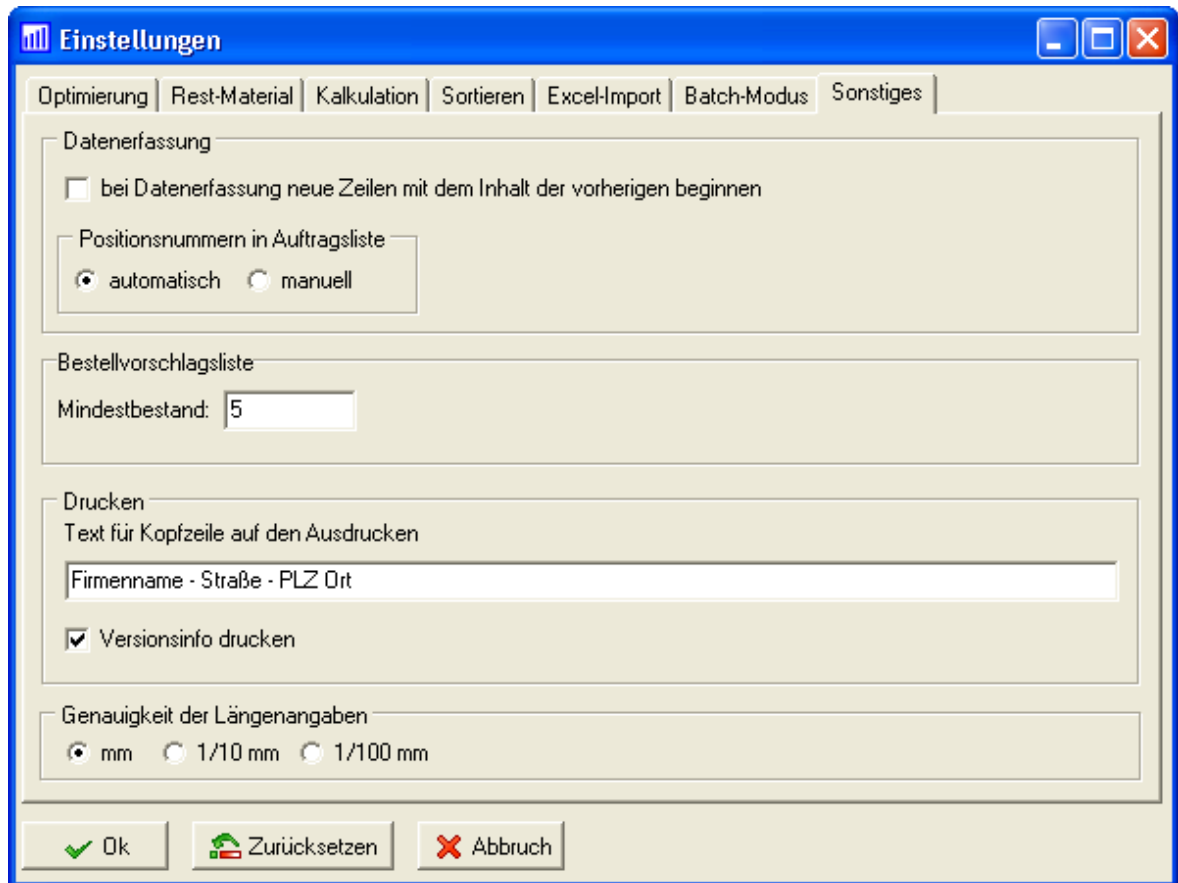 Einstellungen
Optimierung Rest-Material Kalkulation Sortieren Excel-Import Batch-Modus Sonstiges
Datenerfassung
bei Datenerfassung neue Zeilen mit dem Inhalt der vorherigen beginnen
Positionsnummern in Auftragsliste
automatisch manuell
Bestellvorschlagsliste
Mindestbestand: 5
Drucken
Text für Kopfzeile auf den Ausdrucken
Firmenname - Straße - PLZ Ort
Versionsinfo drucken
Genauigkeit der Längenangaben
mm 1/10 mm 1/100 mm
Ok Zurücksetzen Abbruch